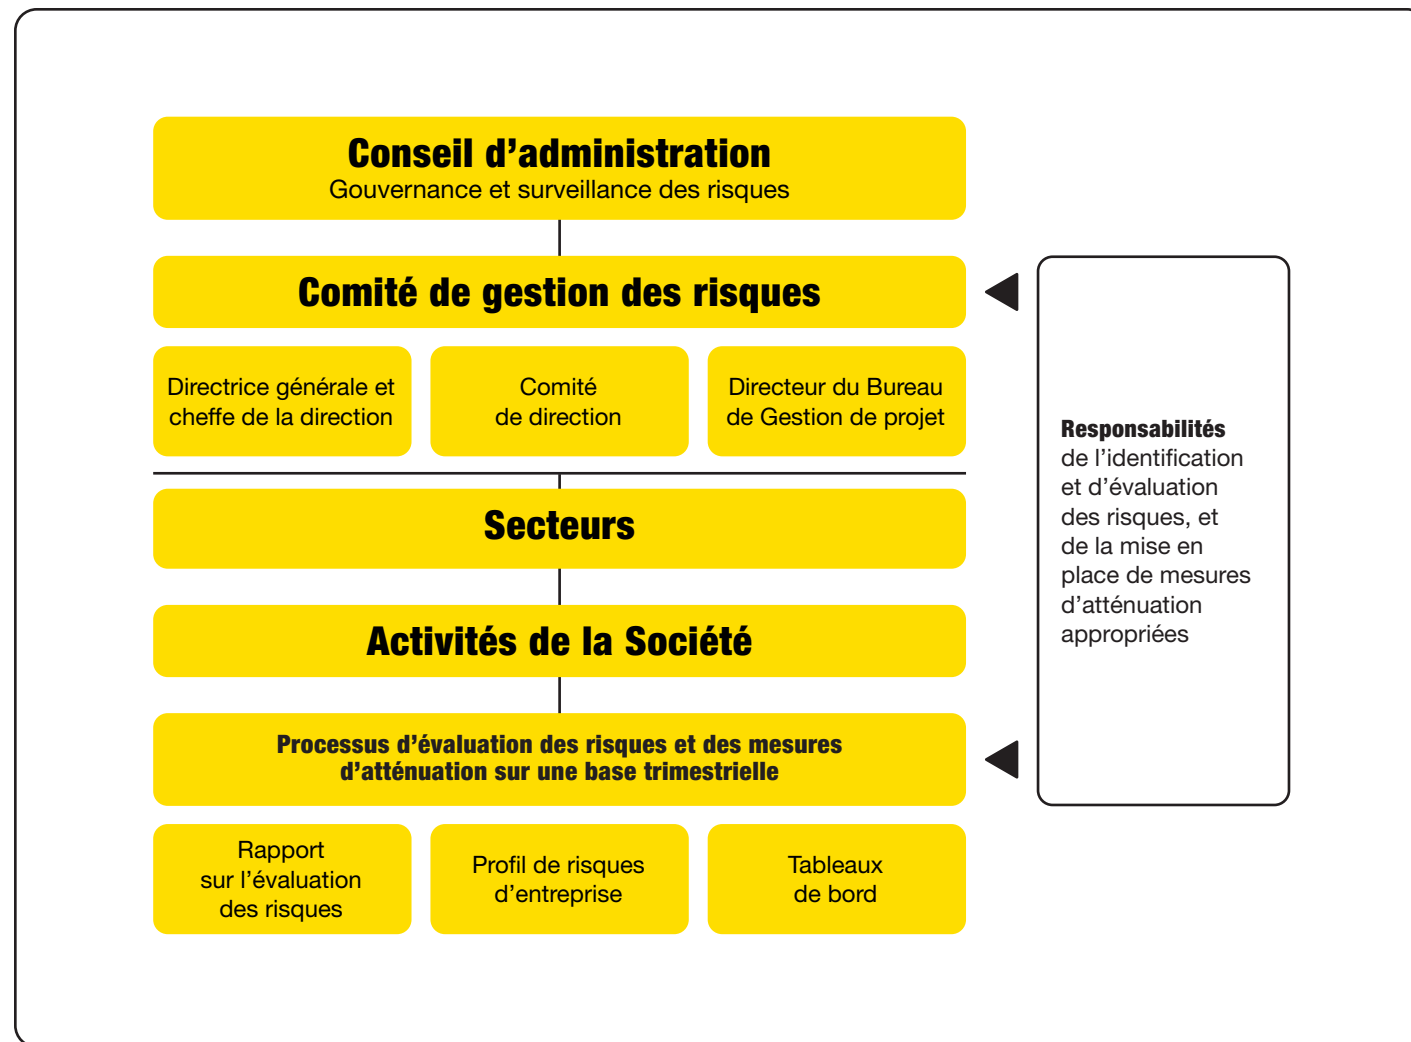 Conseil d’administration
Gouvernance et surveillance des risques
Comité de gestion des risques
Directrice générale et
cheffe de la direction
Comité
de direction
Directeur du Bureau
de Gestion de projet
Secteurs
Activités de la Société
Processus d’évaluation des risques et des mesures
d’atténuation sur une base trimestrielle
Rapport
sur l’évaluation
des risques
Profil de risques
d’entreprise
Tableaux
de bord
Responsabilités
de l’identification
et d’évaluation
des risques, et
de la mise en
place de mesures
d’atténuation
appropriées